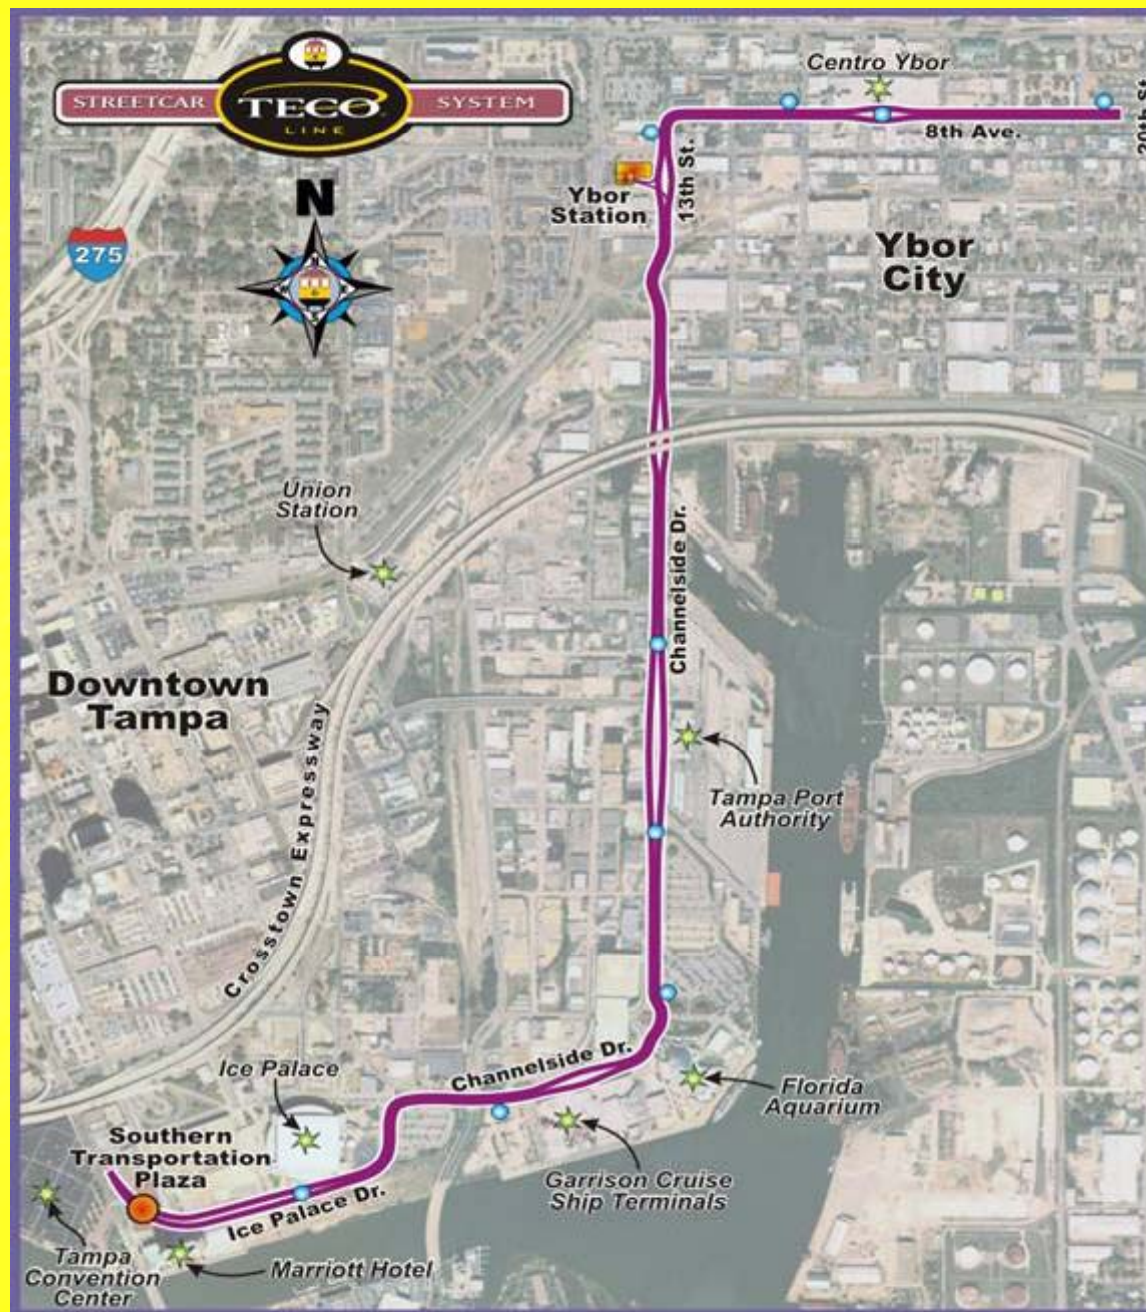 STREETCAR TECO SYSTEM
LINE
Centro Ybor
8th Ave.
20th St.
13th St.
Ybor
Station
N
275
Ybor
City
Union
Station
Channelside Dr.
Downtown
Tampa
Crosstown Expressway
Tampa Port
Authority
Ice Palace
Channelside Dr.
Florida
Aquarium
Southern
Transportation
Plaza
Ice Palace Dr.
Garrison Cruise
Ship Terminals
Tampa
Convention
Center
Marriott Hotel